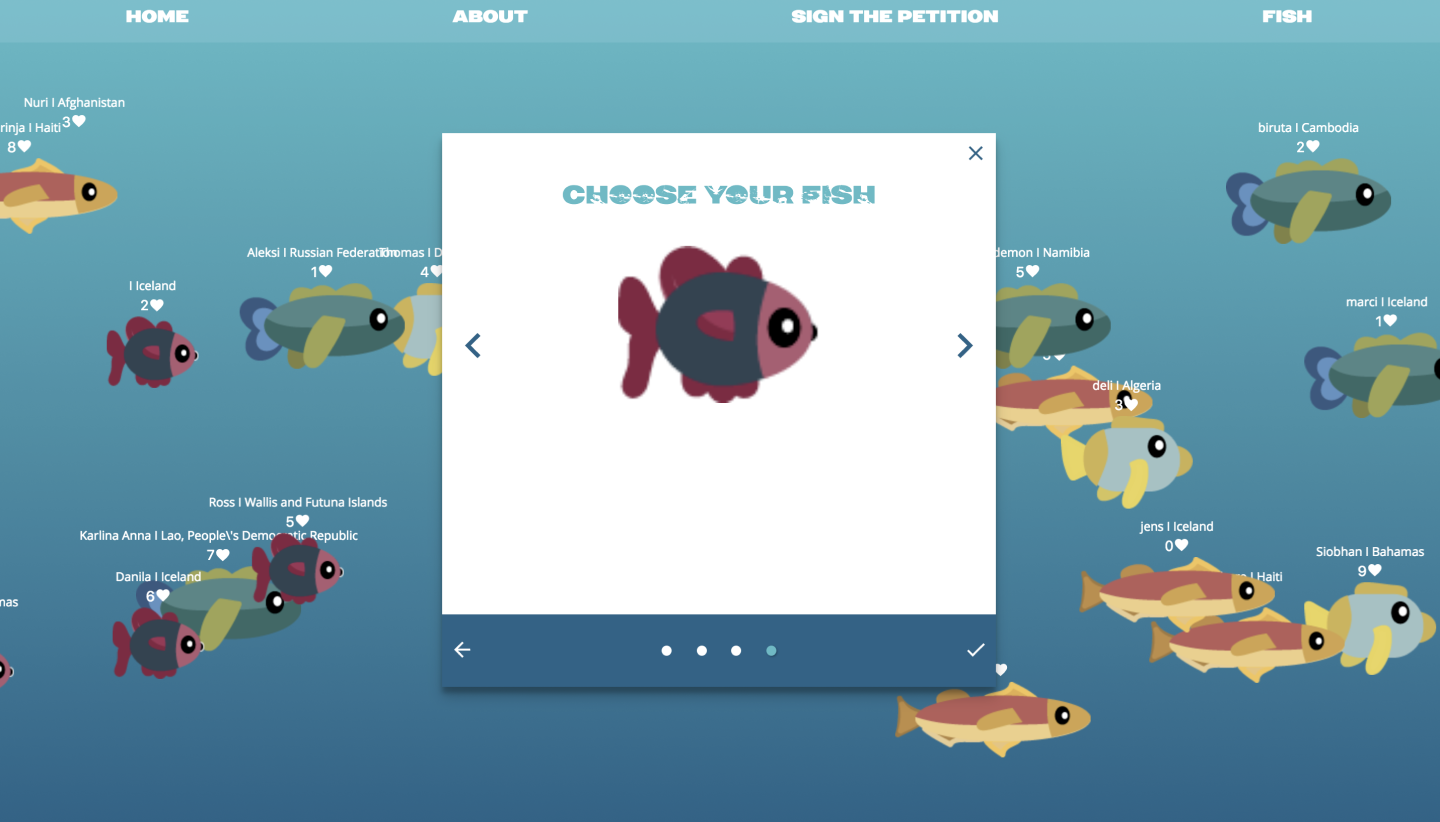 HOME
ABOUT
SIGN THE PETITION
FISH
Nuri I Afghanistan
3
rinja I Haiti
8
biruta I Cambodia
2
CHOOSE YOUR FISH
Aleksi I Russian Federation
1
Thomas I D
4
demon I Namibia
5
I Iceland
2
marci I Iceland
1
deli I Algeria
3
Ross I Wallis and Futuna Islands
5
Karlina Anna I Lao, People\'s Democratic Republic
7
Danila I Iceland
6
mas
jens I Iceland
0
Siobhan I Bahamas
9
I Haiti